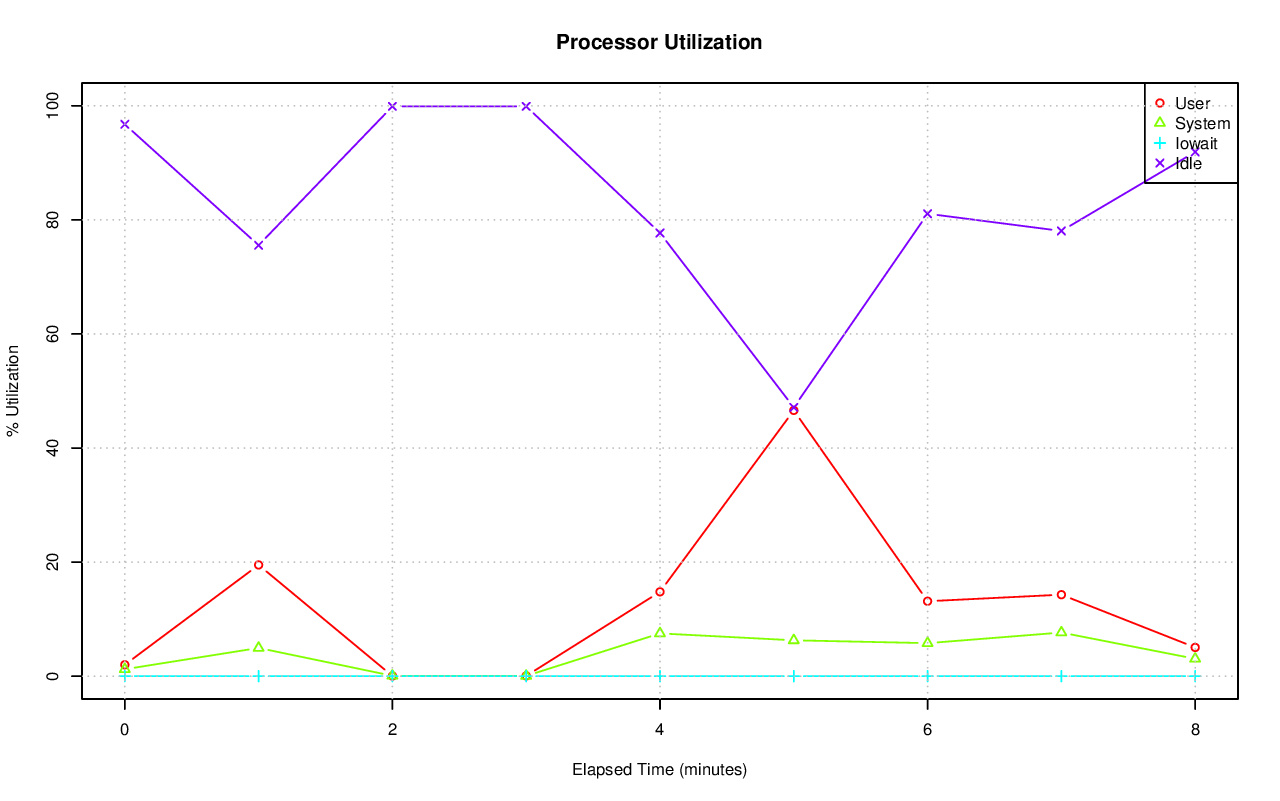 Processor Utilization
% Utilization
100
80
60
40
20
0
User
System
Iowait
Idle
0 2 4 6 8
Elapsed Time (minutes)